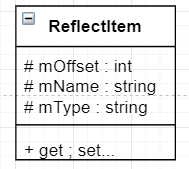 ReflectItem
# mOffset : int
# mName : string
# mType : string
+ get ; set...